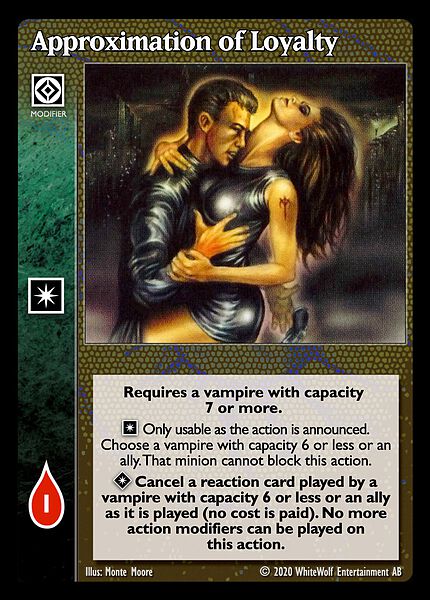 Approximation of Loyalty
MODIFIER
Requires a vampire with capacity
7 or more.
Only usable as the action is announced.
Choose a vampire with capacity 6 or less or an
ally. That minion cannot block this action.
Cancel a reaction card played by a
vampire with capacity 6 or less or an ally
as it is played (no cost is paid). No more
action modifiers can be played on
this action.
1
Illus: Monte Moore
© 2020 WhiteWolf Entertainment AB